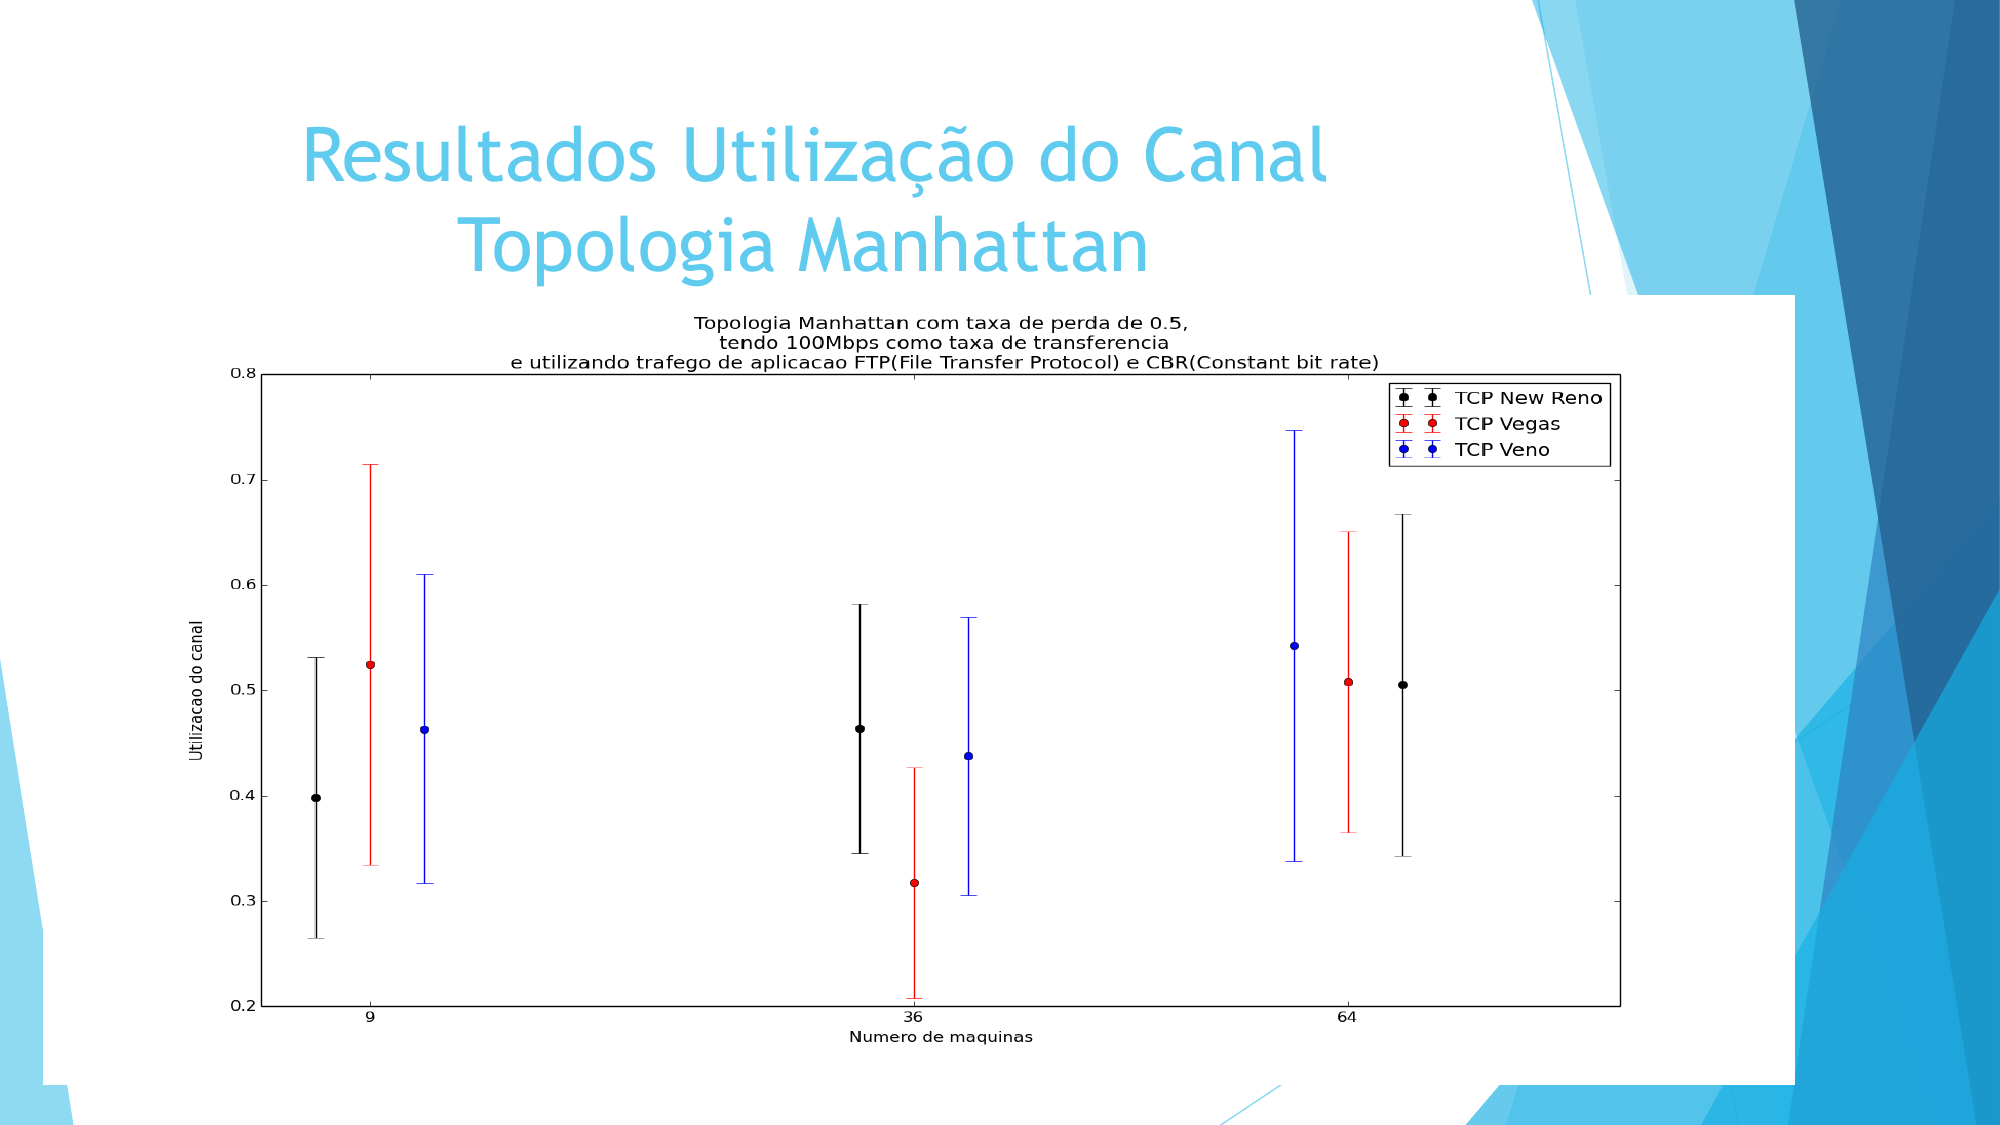 Resultados Utilização do Canal
Topologia Manhattan
Topologia Manhattan com taxa de perda de 0.5,
tendo 100Mbps como taxa de transferencia
e utilizando trafego de aplicacao FTP(File Transfer Protocol) e CBR(Constant bit rate)
TCP New Reno
TCP Vegas
TCP Veno
Utilizacao do canal
0.8
0.7
0.6
0.5
0.4
0.3
0.2
9 36 64
Numero de maquinas